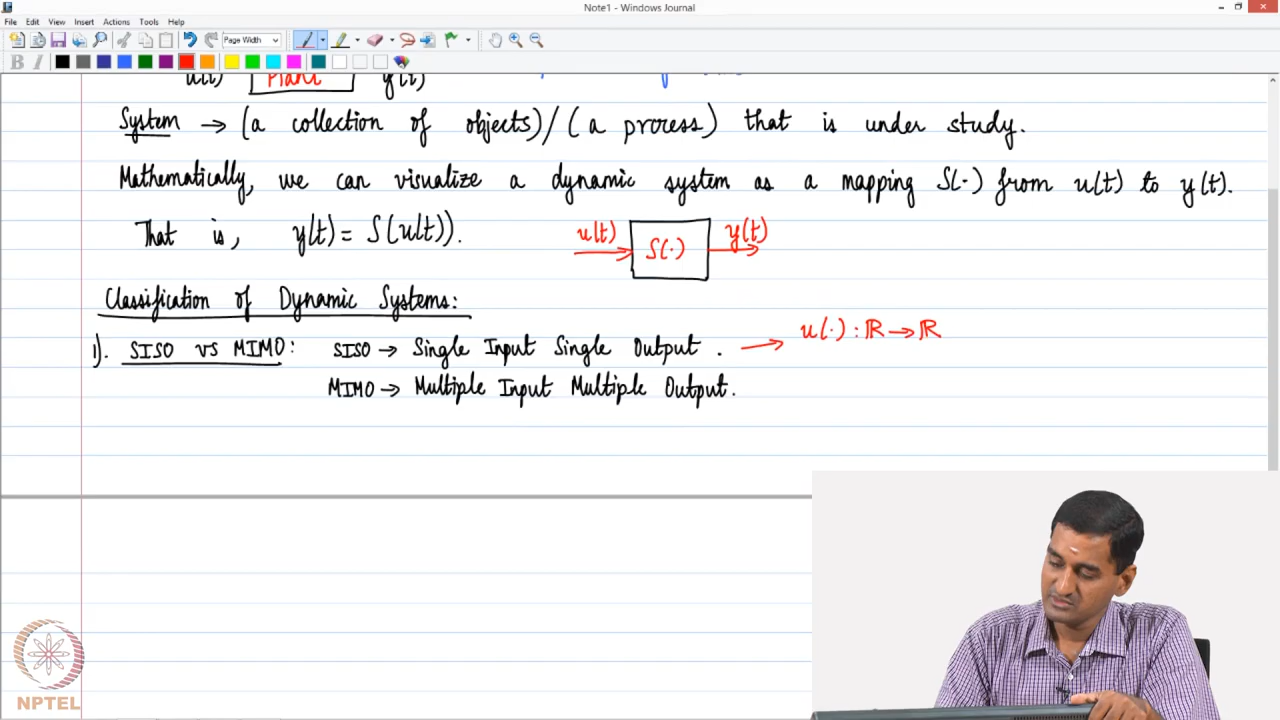 Note1 - Windows Journal
File Edit View Insert Actions Tools Help
Page Width
B I
u(t) Plant y(t)
System → (a collection of objects)/(a process) that is under study.
Mathematically, we can visualize a dynamic system as a mapping S(·) from u(t) to y(t).
That is, y(t) = S(u(t)). u(t) S(·) y(t)
Classification of Dynamic Systems:
1). SISO vs MIMO: SISO → Single Input Single Output. → u(·) : ℝ → ℝ
MIMO → Multiple Input Multiple Output.
NPTEL